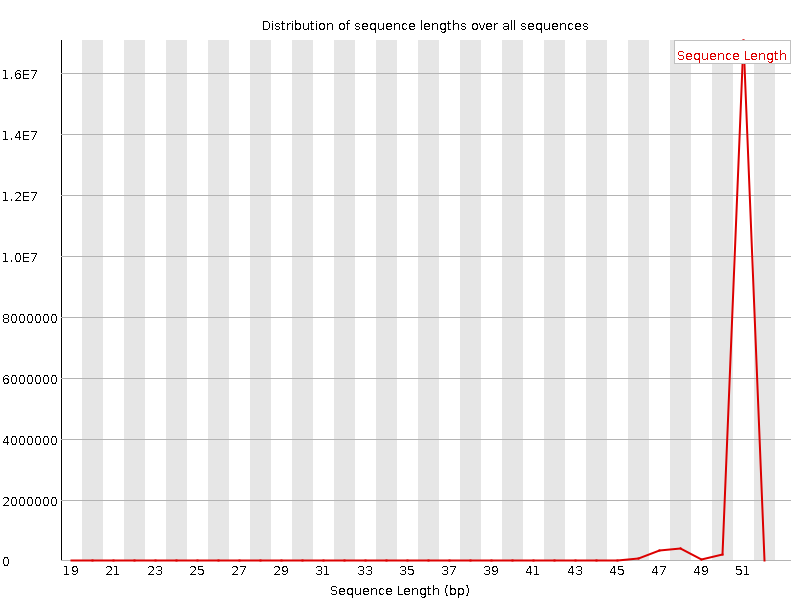 Distribution of sequence lengths over all sequences
Sequence Length
1.6E7
1.4E7
1.2E7
1.0E7
8000000
6000000
4000000
2000000
0
19 21 23 25 27 29 31 33 35 37 39 41 43 45 47 49 51
Sequence Length (bp)